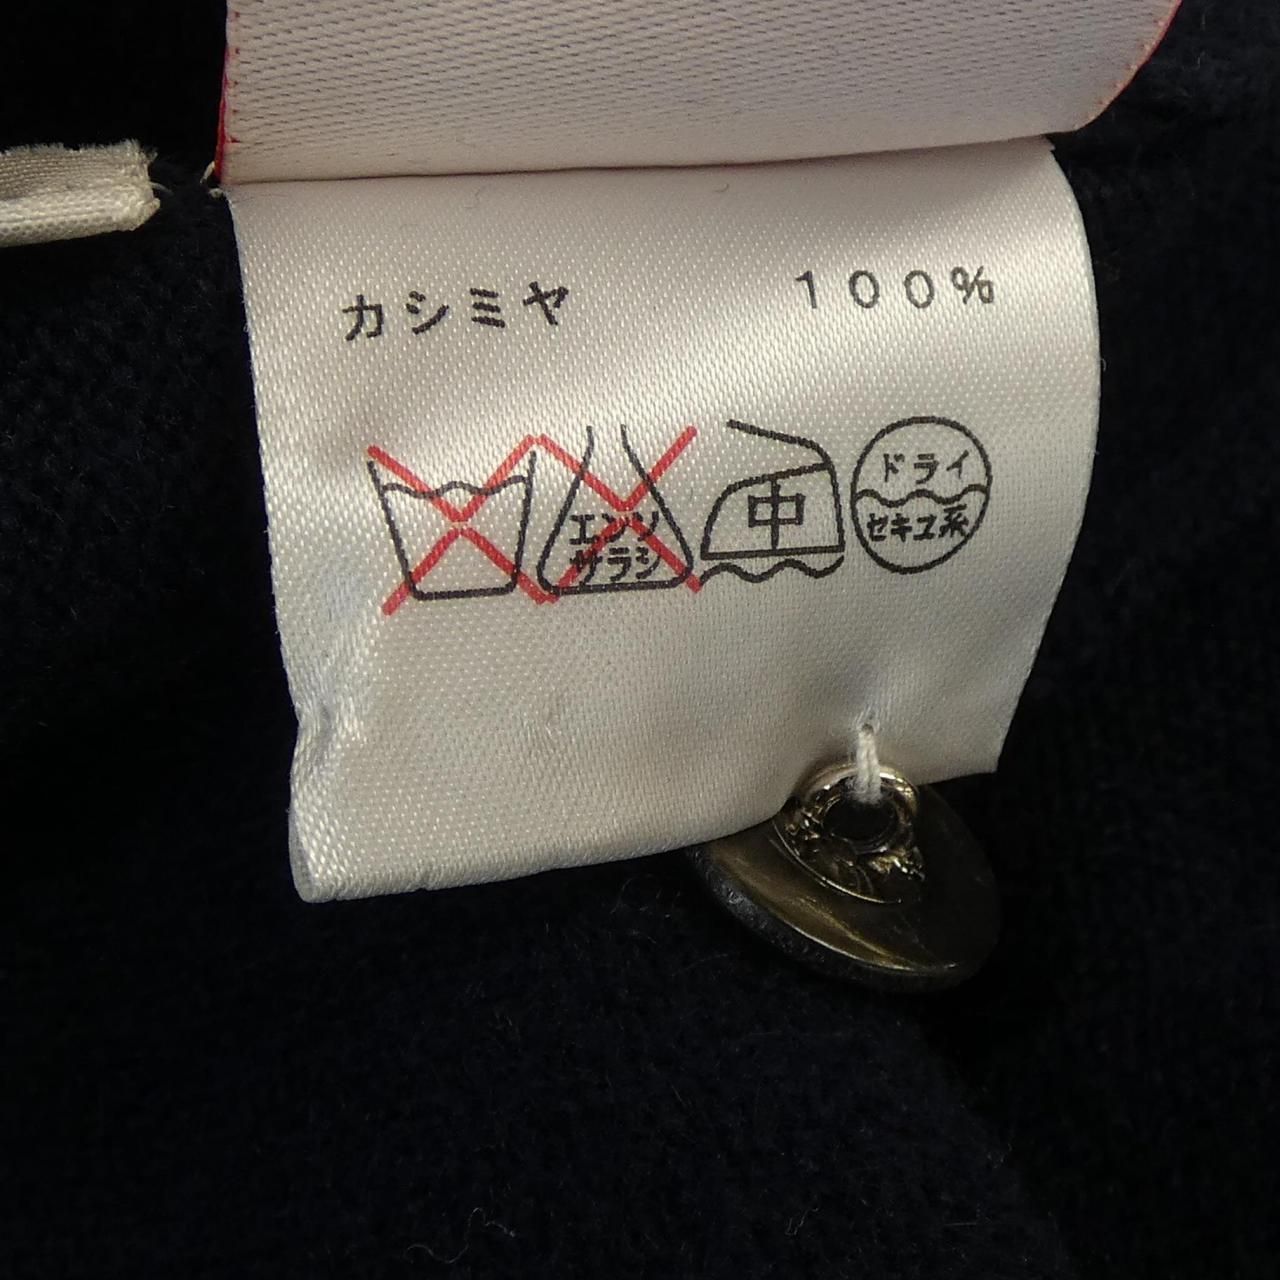 カシミヤ 100%
エンソ
サラシ
中
ドライ
セキユ系